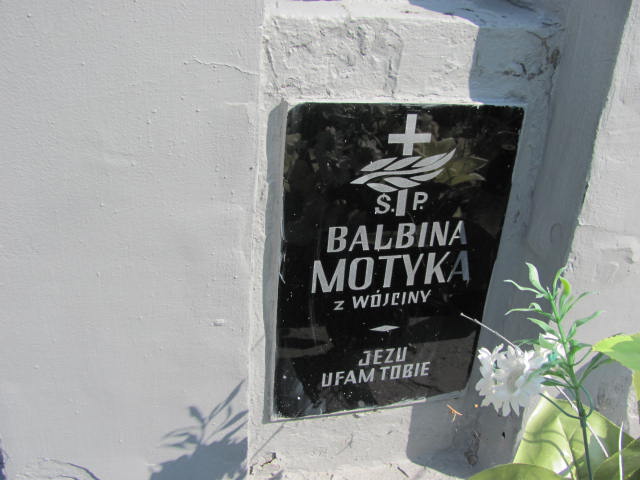 Ś. P.
BALBINA
MOTYKA
z WÓJCINY
JEZU
UFAM TOBIE